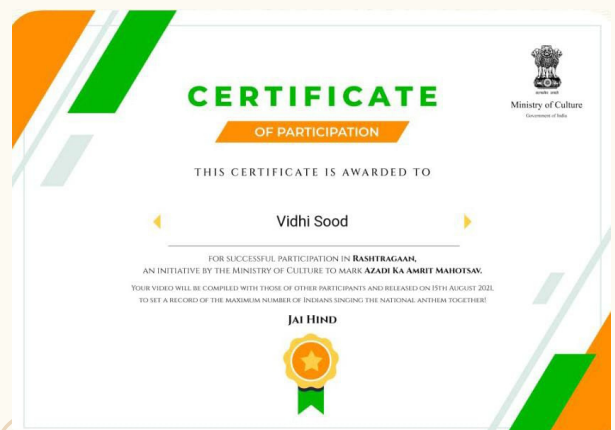 CERTIFICATE
OF PARTICIPATION
Ministry of Culture
Government of India
THIS CERTIFICATE IS AWARDED TO
Vidhi Sood
FOR SUCCESSFUL PARTICIPATION IN RASHTRAGAAN,
AN INITIATIVE BY THE MINISTRY OF CULTURE TO MARK AZADI KA AMRIT MAHOTSAV.
YOUR VIDEO WILL BE COMPILED WITH THOSE OF OTHER PARTICIPANTS AND RELEASED ON 15TH AUGUST 2021,
TO SET A RECORD OF THE MAXIMUM NUMBER OF INDIANS SINGING THE NATIONAL ANTHEM TOGETHER!
JAI HIND